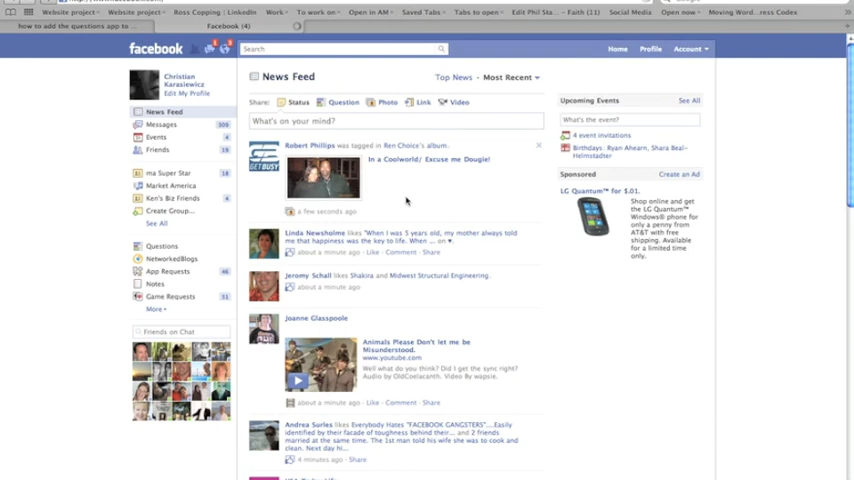 Website project
Website project
Ross Copping | LinkedIn
Work
To work on
Open in AM
Saved Tabs
Tabs to open
Edit Phil Sta... - Faith (11)
Social Media
Open now
Moving Word...ress Codes
how to add the questions app to ...
Facebook (4)
facebook
Search
Home
Profile
Account
Christian
Karasiewicz
Edit My Profile
News Feed
Messages 309
Events 4
Friends 19
ma Super Star 18
Market America
Ken's Biz Friends 2
Create Group...
See All
Questions
NetworkedBlogs
App Requests 46
Notes
Game Requests 31
More
Friends on Chat
News Feed
Top News · Most Recent
Share: Status Question Photo Link Video
What's on your mind?
Robert Phillips was tagged in Ren Choice's album.
GET BUSY
In a Coolworld/ Excuse me Dougie!
a few seconds ago
Linda Newsholme likes "When I was 5 years old, my mother always told
me that happiness was the key to life. When ... on ♥.
about a minute ago · Like · Comment · Share
Jeromy Schall likes Shakira and Midwest Structural Engineering.
about a minute ago
Joanne Glasspoole
Animals Please Don't let me be
Misunderstood.
www.youtube.com
Well what do you think? Did I get the sync right?
Audio by OldCoelacanth. Video By wapsie.
about a minute ago · Like · Comment · Share
Andrea Surles likes Everybody Hates "FACEBOOK GANGSTERS"....Easily
identified by their facade of toughness behind their... and 2 friends
married at the same time. The 1st man told his wife she was to cook and
clean. Next day hi...
4 minutes ago · Share
Upcoming Events
See All
What's the event?
4 event invitations
Birthdays: Ryan Ahearn, Shara Beal-
Helmstadter
Sponsored
Create an Ad
LG Quantum™ for $.01.
Shop online and get
the LG Quantum™
Windows® phone for
only a penny from
AT&T with free
shipping. Available
for a limited time
only.